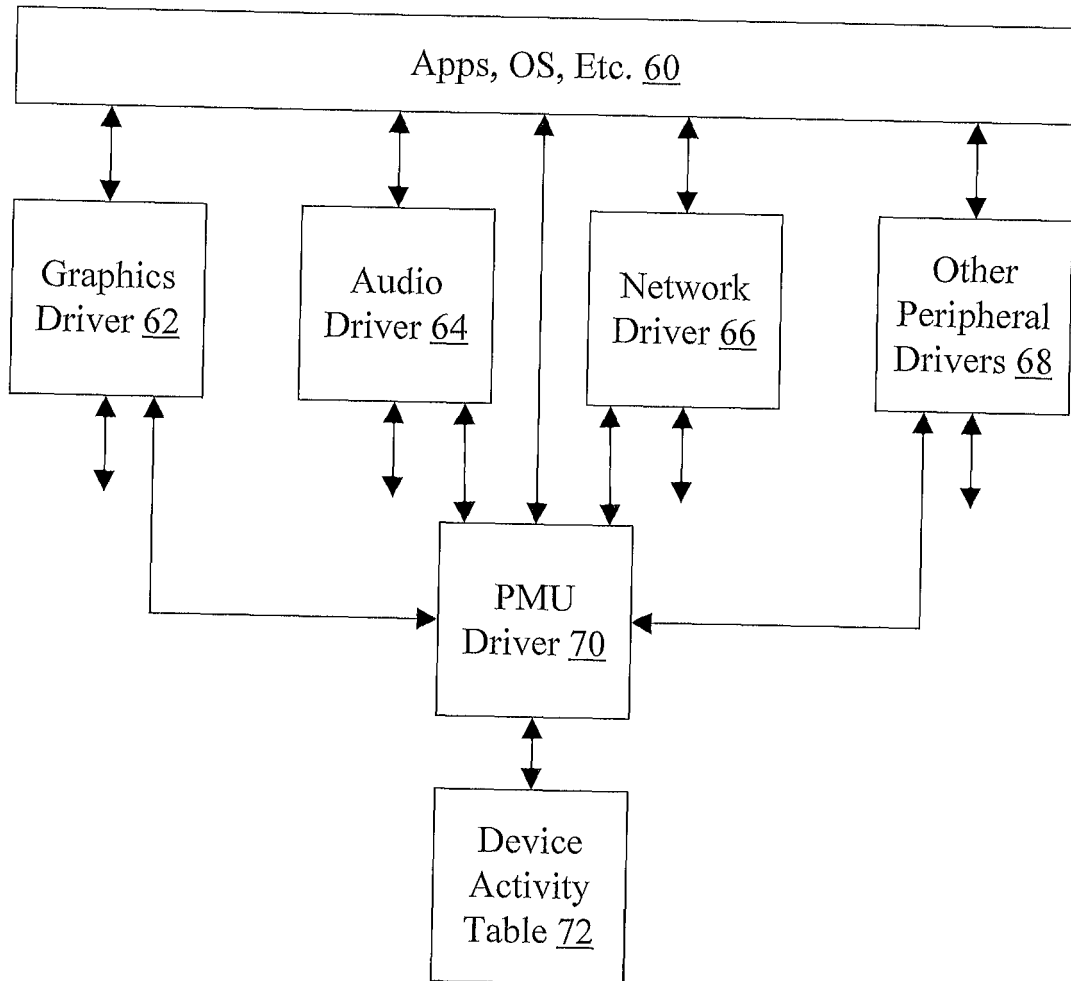 Apps, OS, Etc. 60
Graphics
Driver 62
Audio
Driver 64
Network
Driver 66
Other
Peripheral
Drivers 68
PMU
Driver 70
Device
Activity
Table 72